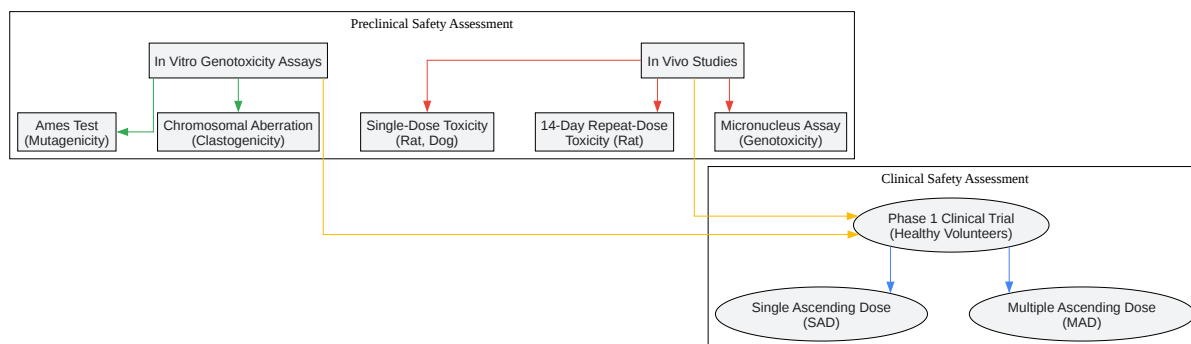 Preclinical Safety Assessment
In Vitro Genotoxicity Assays
In Vivo Studies
Ames Test
(Mutagenicity)
Chromosomal Aberration
(Clastogenicity)
Single-Dose Toxicity
(Rat, Dog)
14-Day Repeat-Dose
Toxicity (Rat)
Micronucleus Assay
(Genotoxicity)
Clinical Safety Assessment
Phase 1 Clinical Trial
(Healthy Volunteers)
Single Ascending Dose
(SAD)
Multiple Ascending Dose
(MAD)